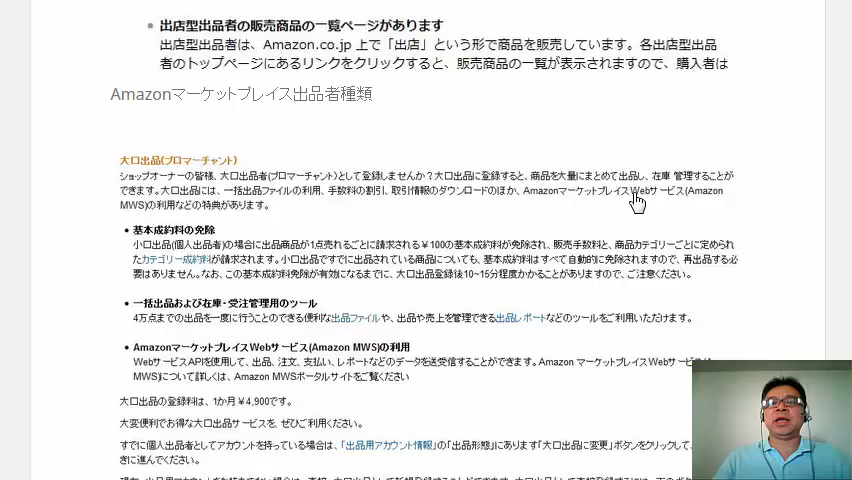 出店型出品者の販売商品の一覧ページがあります
出店型出品者は、Amazon.co.jp 上で「出店」という形で商品を販売しています。各出店型出品
者のトップページにあるリンクをクリックすると、販売商品の一覧が表示されますので、購入者は
Amazonマーケットプレイス出品者種類
大口出品(プロマーチャント)
ショップオーナーの皆様、大口出品者(プロマーチャント)として登録しませんか？大口出品に登録すると、商品を大量にまとめて出品し、在庫 管理することが
できます。大口出品には、一括出品ファイルの利用、手数料の割引、取引情報のダウンロードのほか、AmazonマーケットプレイスWebサービス(Amazon
MWS)の利用などの特典があります。
基本成約料の免除
小口出品(個人出品者)の場合に出品商品が1点売れるごとに請求される￥100の基本成約料が免除され、販売手数料と、商品カテゴリーごとに定められ
たカテゴリー成約料が請求されます。小口出品ですでに出品されている商品についても、基本成約料はすべて自動的に免除されますので、再出品する必
要はありません。なお、この基本成約料免除が有効になるまでに、大口出品登録後10~15分程度かかることがありますので、ご注意ください。
一括出品および在庫・受注管理用のツール
4万点までの出品を一度に行うことのできる便利な出品ファイルや、出品や売上を管理できる出品レポートなどのツールをご利用いただけます。
AmazonマーケットプレイスWebサービス(Amazon MWS)の利用
WebサービスAPIを使用して、出品、注文、支払い、レポートなどのデータを送受信することができます。Amazon マーケットプレイスWebサービス
MWS)について詳しくは、Amazon MWSポータルサイトをご覧ください
大口出品の登録料は、1か月￥4,900です。
大変便利でお得な大口出品サービスを、ぜひご利用ください。
すでに個人出品者としてアカウントを持っている場合は、「出品用アカウント情報」の「出品形態」にあります「大口出品に変更」ボタンをクリックして、
きに進んでください。